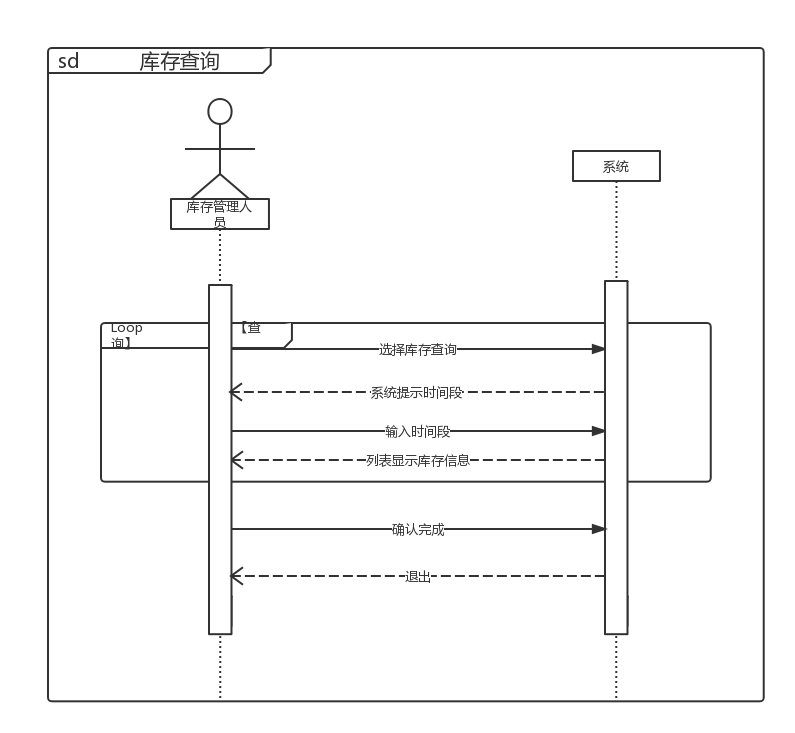 sd 库存查询
系统
库存管理人
员
Loop 【查
询】
选择库存查询
系统提示时间段
输入时间段
列表显示库存信息
确认完成
退出